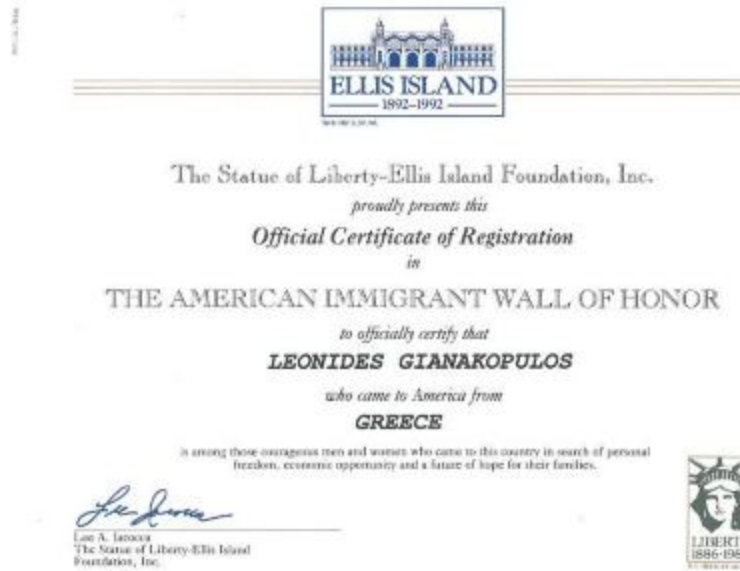 ELLIS ISLAND
1892–1992
The Statue of Liberty–Ellis Island Foundation, Inc.
proudly presents this
Official Certificate of Registration
in
THE AMERICAN IMMIGRANT WALL OF HONOR
to officially certify that
LEONIDES GIANAKOPULOS
who came to America from
GREECE
is among those courageous men and women who came to this country in search of personal
freedom, economic opportunity and a future of hope for their families.
Lee A. Iacocca
The Statue of Liberty-Ellis Island
Foundation, Inc.
LIBERT
1886-198